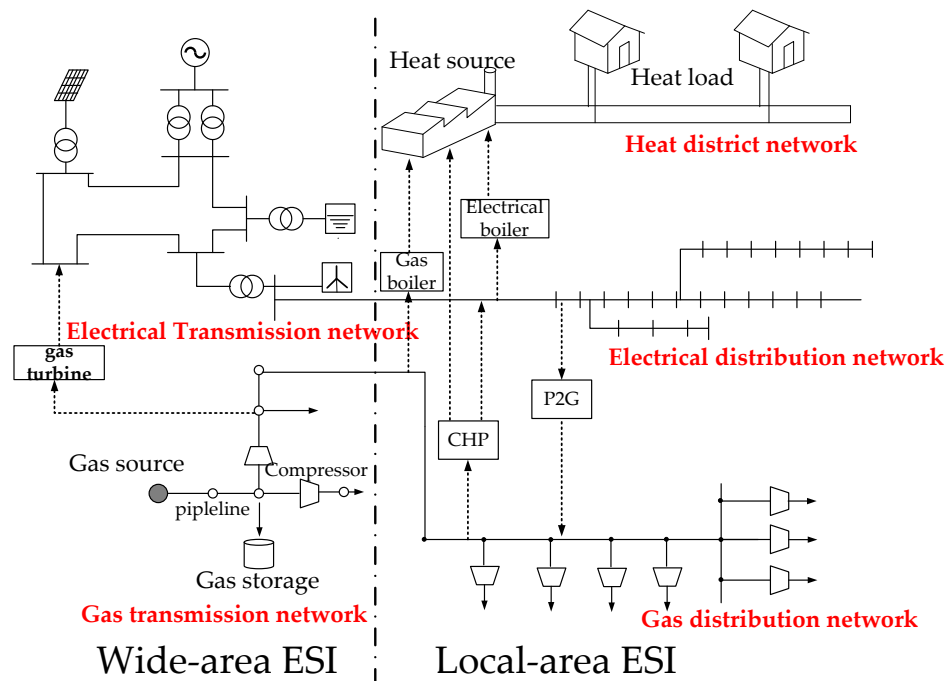 Heat source
Heat load
Heat district network
Electrical
boiler
Gas
boiler
Electrical Transmission network
Electrical distribution network
gas
turbine
P2G
CHP
Gas source
Compressor
pipleline
Gas storage
Gas transmission network
Gas distribution network
Wide-area ESI
Local-area ESI